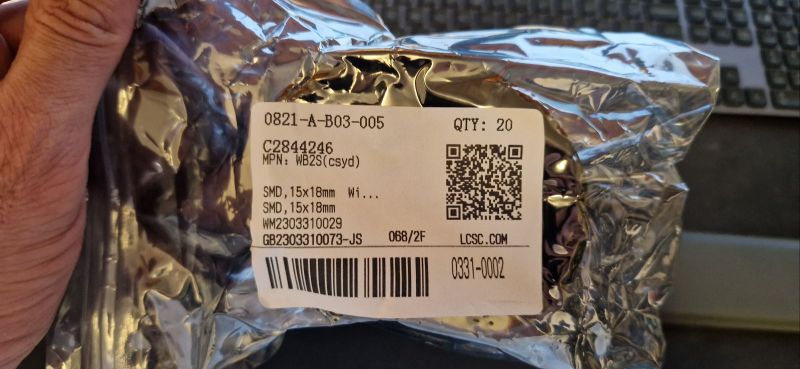 0821-A-B03-005 QTY: 20
C2844246
MPN: WB2S(csyd)
SMD,15x18mm Wi...
SMD,15x18mm
WM2303310029
GB2303310073-JS 068/2F LCSC.COM
0331-0002